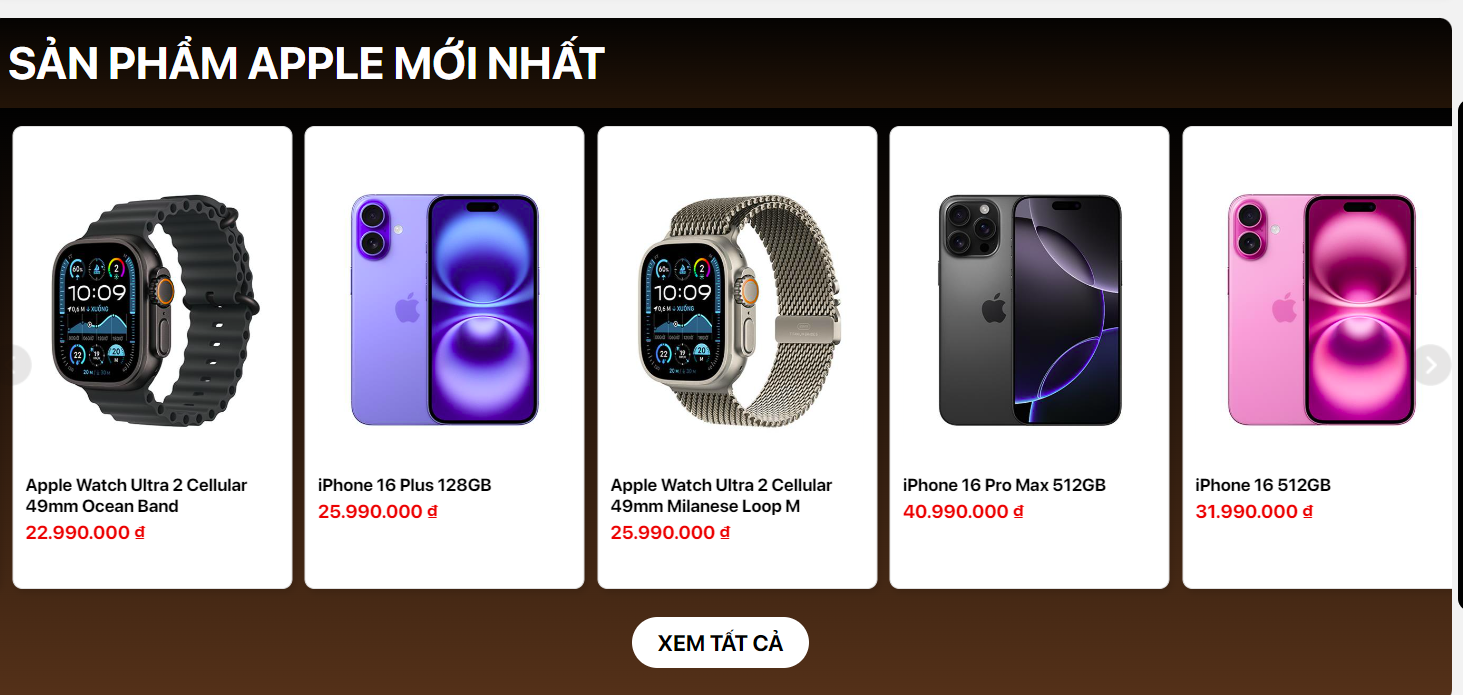 SẢN PHẨM APPLE MỚI NHẤT
10:09
10:09
Apple Watch Ultra 2 Cellular
49mm Ocean Band
22.990.000 ₫
iPhone 16 Plus 128GB
25.990.000 ₫
Apple Watch Ultra 2 Cellular
49mm Milanese Loop M
25.990.000 ₫
iPhone 16 Pro Max 512GB
40.990.000 ₫
iPhone 16 512GB
31.990.000 ₫
XEM TẤT CẢ